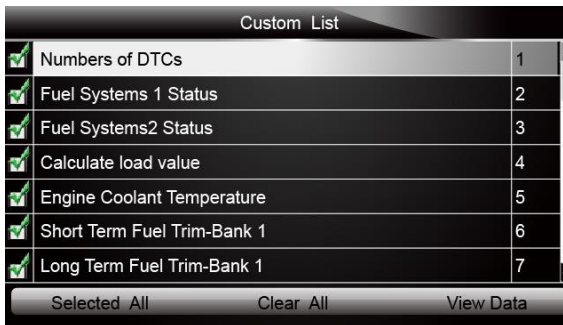 Custom List
Numbers of DTCs 1
Fuel Systems 1 Status 2
Fuel Systems2 Status 3
Calculate load value 4
Engine Coolant Temperature 5
Short Term Fuel Trim-Bank 1 6
Long Term Fuel Trim-Bank 1 7
Selected All Clear All View Data